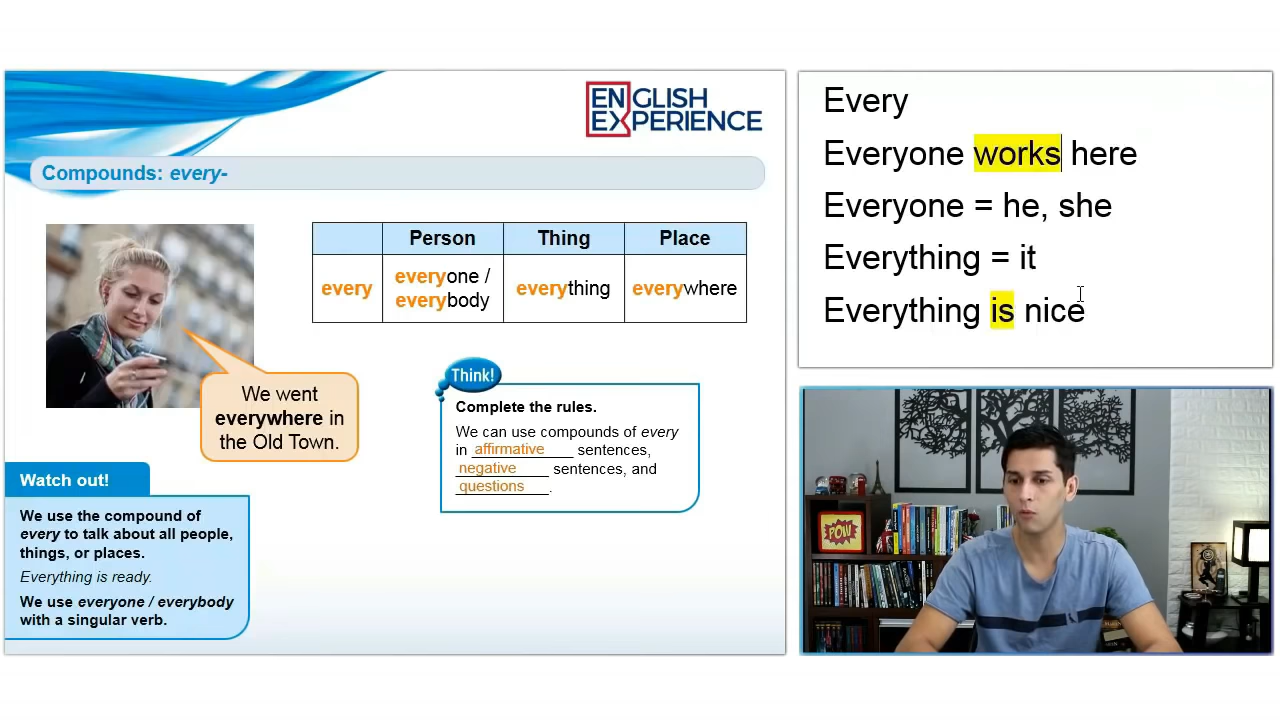 ENGLISH
EXPERIENCE
Compounds: every-
Person Thing Place
every everyone / everybody everything everywhere
We went
everywhere in
the Old Town.
Think!
Complete the rules.
We can use compounds of every
in affirmative sentences,
negative sentences, and
questions.
Watch out!
We use the compound of
every to talk about all people,
things, or places.
Everything is ready.
We use everyone / everybody
with a singular verb.
Every
Everyone works here
Everyone = he, she
Everything = it
Everything is nice
POW